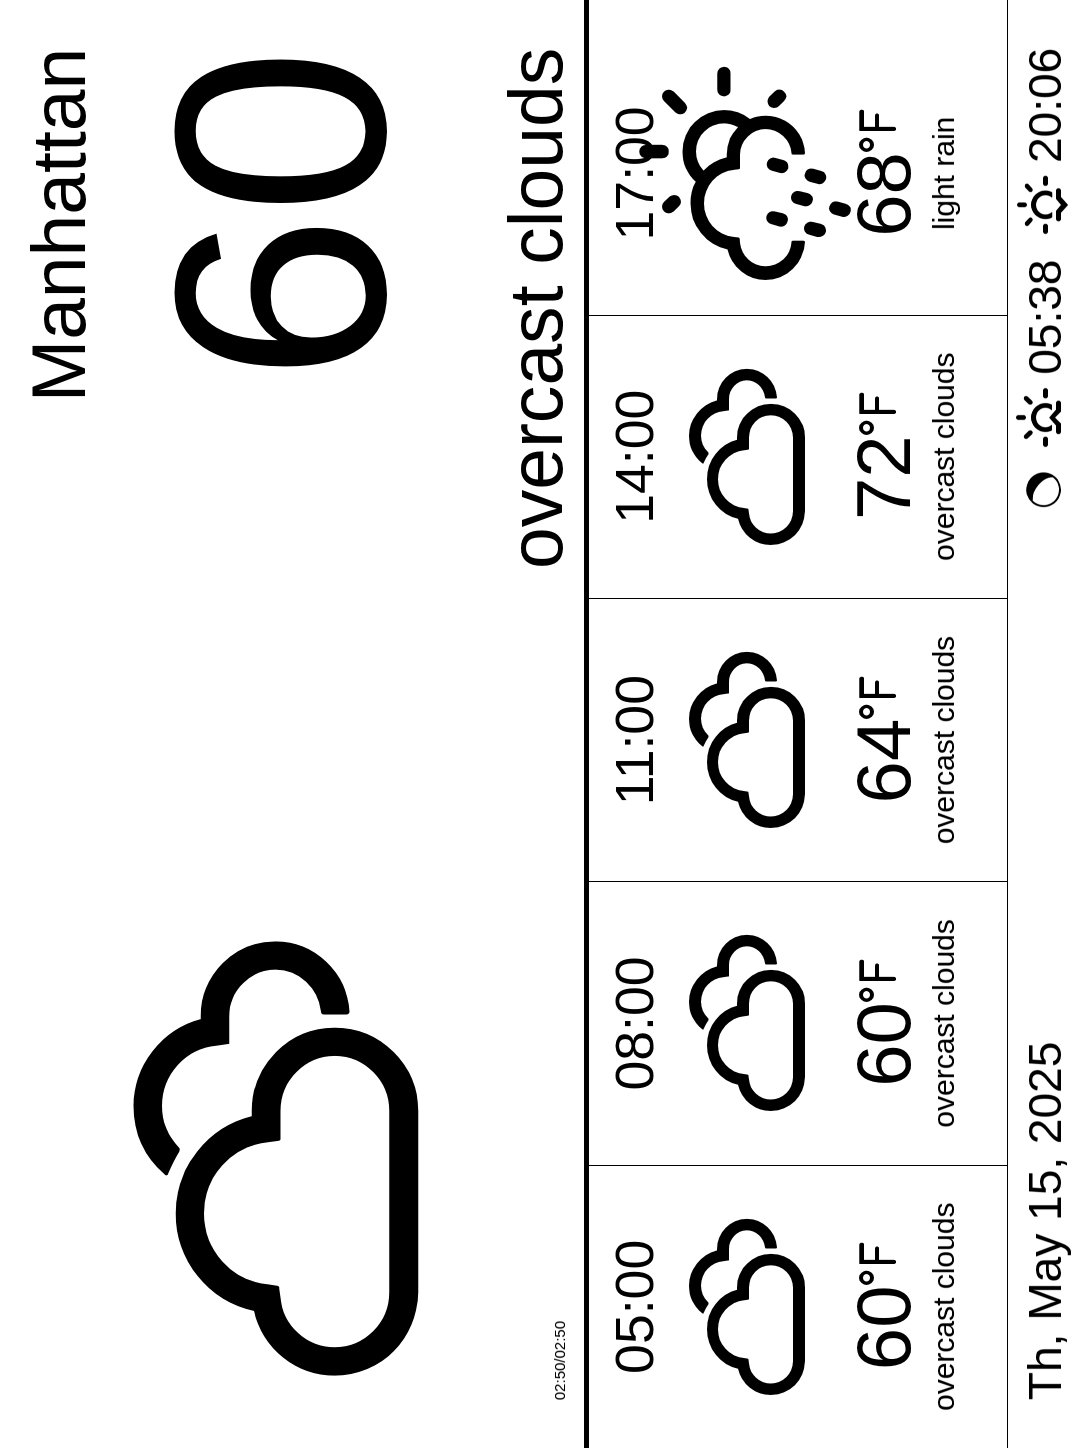 Manhattan
60
overcast clouds
02:50/02:50
05:00
60°F
overcast clouds
08:00
60°F
overcast clouds
11:00
64°F
overcast clouds
14:00
72°F
overcast clouds
17:00
68°F
light rain
Th, May 15, 2025
05:38
20:06